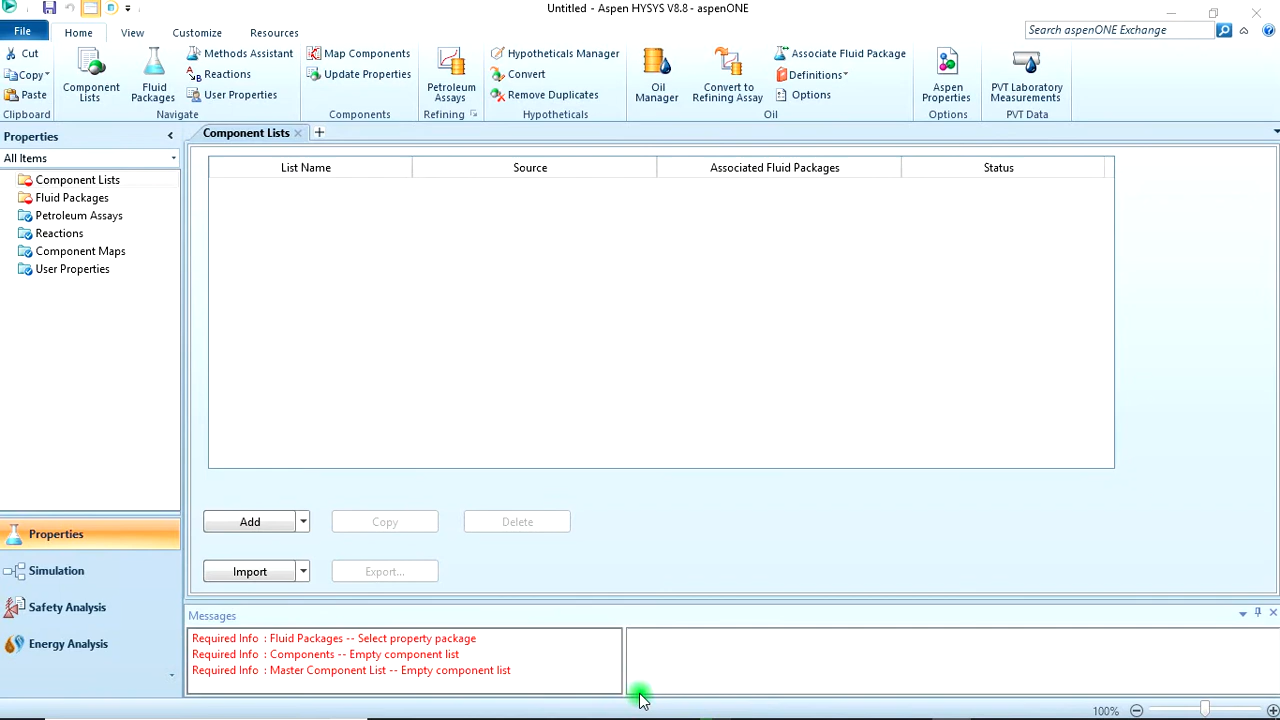 Untitled - Aspen HYSYS V8.8 - aspenONE
File
Home
View
Customize
Resources
Search aspenONE Exchange
Cut
Copy
Paste
Clipboard
Component Lists
Fluid Packages
Methods Assistant
Reactions
User Properties
Navigate
Map Components
Update Properties
Components
Petroleum Assays
Refining
Hypotheticals Manager
Convert
Remove Duplicates
Hypotheticals
Oil Manager
Convert to Refining Assay
Associate Fluid Package
Definitions
Options
Oil
Aspen Properties
Options
PVT Laboratory Measurements
PVT Data
Properties
All Items
Component Lists
Fluid Packages
Petroleum Assays
Reactions
Component Maps
User Properties
Properties
Simulation
Safety Analysis
Energy Analysis
Component Lists
List Name
Source
Associated Fluid Packages
Status
Add
Copy
Delete
Import
Export...
Messages
Required Info : Fluid Packages -- Select property package
Required Info : Components -- Empty component list
Required Info : Master Component List -- Empty component list
100%